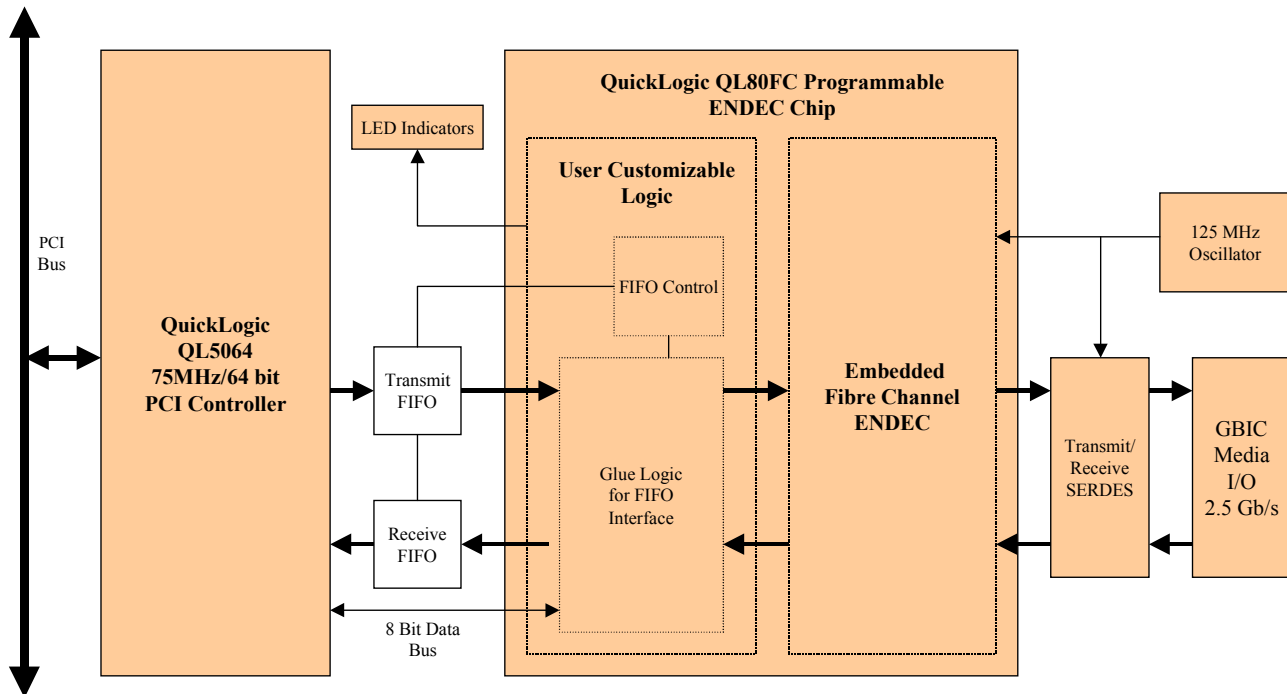 QuickLogic QL80FC Programmable
ENDEC Chip
LED Indicators
User Customizable
Logic
PCI
Bus
125 MHz
Oscillator
FIFO Control
QuickLogic
QL5064
75MHz/64 bit
PCI Controller
Transmit
FIFO
Embedded
Fibre Channel
ENDEC
Transmit/
Receive
SERDES
GBIC
Media
I/O
2.5 Gb/s
Glue Logic
for FIFO
Interface
Receive
FIFO
8 Bit Data
Bus